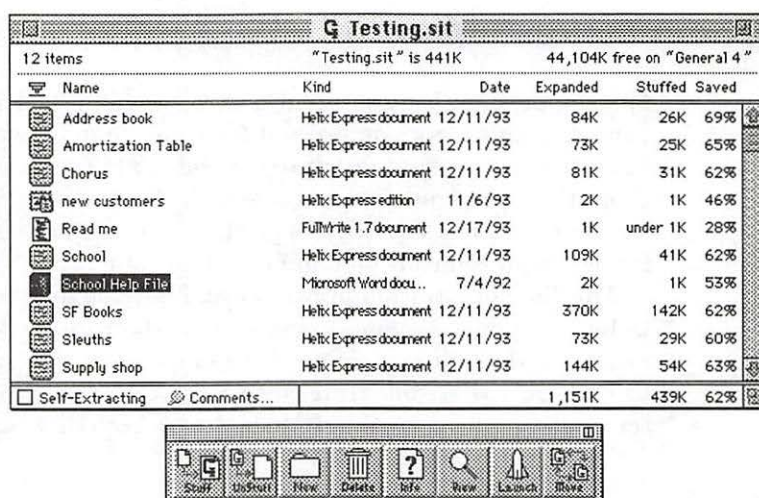 Testing.sit
12 items "Testing.sit" is 441K 44,104K free on "General 4"
Name Kind Date Expanded Stuffed Saved
Address book Helix Express document 12/11/93 84K 26K 69%
Amortization Table Helix Express document 12/11/93 73K 25K 65%
Chorus Helix Express document 12/11/93 81K 31K 62%
new customers Helix Express edition 11/6/93 2K 1K 46%
Read me FullWrite 1.7 document 12/17/93 1K under 1K 28%
School Helix Express document 12/11/93 109K 41K 62%
School Help File Microsoft Word docu... 7/4/92 2K 1K 53%
SF Books Helix Express document 12/11/93 370K 142K 62%
Sleuths Helix Express document 12/11/93 73K 29K 60%
Supply shop Helix Express document 12/11/93 144K 54K 63%
Self-Extracting Comments... 1,151K 439K 62%
Stuff UnStuff New Delete Info View Launch Move